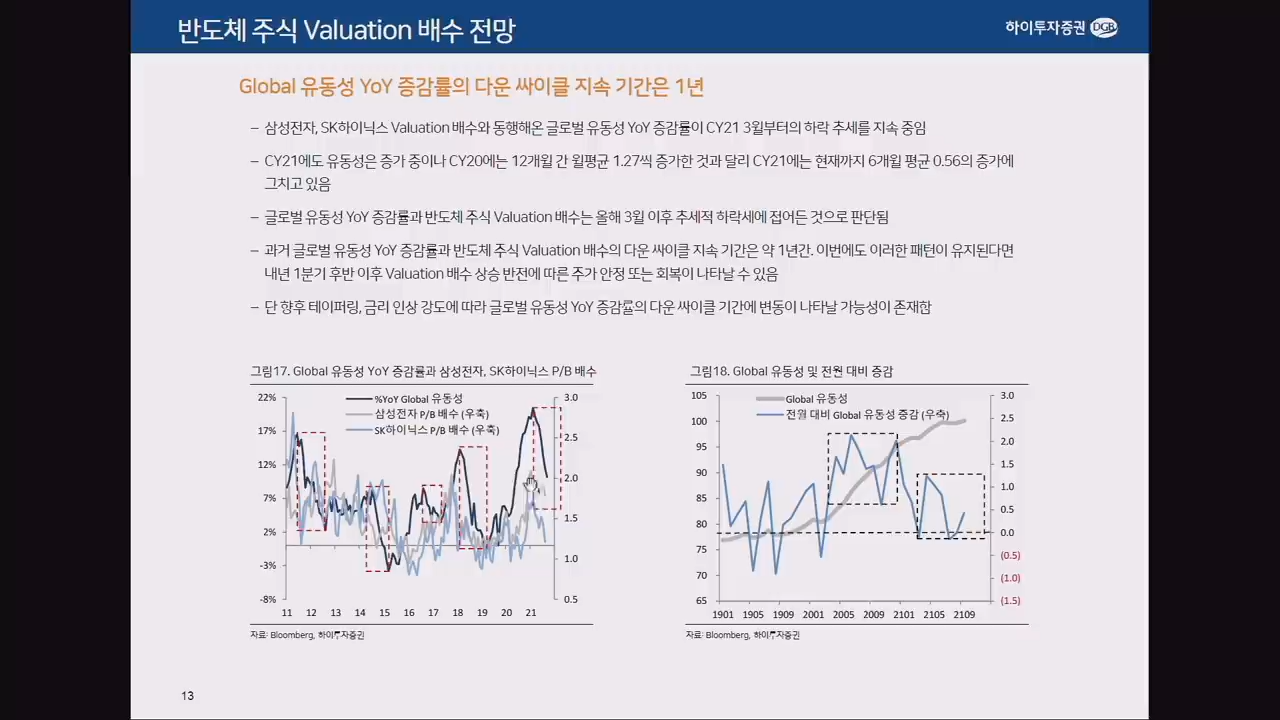 반도체 주식 Valuation 배수 전망
하이투자증권 DGB
Global 유동성 YoY 증감률의 다운 싸이클 지속 기간은 1년
– 삼성전자, SK하이닉스 Valuation 배수와 동행해온 글로벌 유동성 YoY 증감률이 CY21 3월부터의 하락 추세를 지속 중임
– CY21에도 유동성은 증가 중이나 CY20에는 12개월 간 월평균 1.27씩 증가한 것과 달리 CY21에는 현재까지 6개월 평균 0.56의 증가에
그치고 있음
– 글로벌 유동성 YoY 증감률과 반도체 주식 Valuation 배수는 올해 3월 이후 추세적 하락세에 접어든 것으로 판단됨
– 과거 글로벌 유동성 YoY 증감률과 반도체 주식 Valuation 배수의 다운 싸이클 지속 기간은 약 1년간. 이번에도 이러한 패턴이 유지된다면
내년 1분기 후반 이후 Valuation 배수 상승 반전에 따른 주가 안정 또는 회복이 나타날 수 있음
– 단 향후 테이퍼링, 금리 인상 강도에 따라 글로벌 유동성 YoY 증감률의 다운 싸이클 기간에 변동이 나타날 가능성이 존재함
그림17. Global 유동성 YoY 증감률과 삼성전자, SK하이닉스 P/B 배수
22%
17%
12%
7%
2%
-3%
-8%
%YoY Global 유동성
삼성전자 P/B 배수 (우축)
SK하이닉스 P/B 배수 (우축)
3.0
2.5
2.0
1.5
1.0
0.5
11 12 13 14 15 16 17 18 19 20 21
자료: Bloomberg, 하이투자증권
그림18. Global 유동성 및 전월 대비 증감
105
100
95
90
85
80
75
70
65
Global 유동성
전월 대비 Global 유동성 증감 (우축)
3.0
2.5
2.0
1.5
1.0
0.5
0.0
(0.5)
(1.0)
(1.5)
1901 1905 1909 2001 2005 2009 2101 2105 2109
자료: Bloomberg, 하이투자증권
13